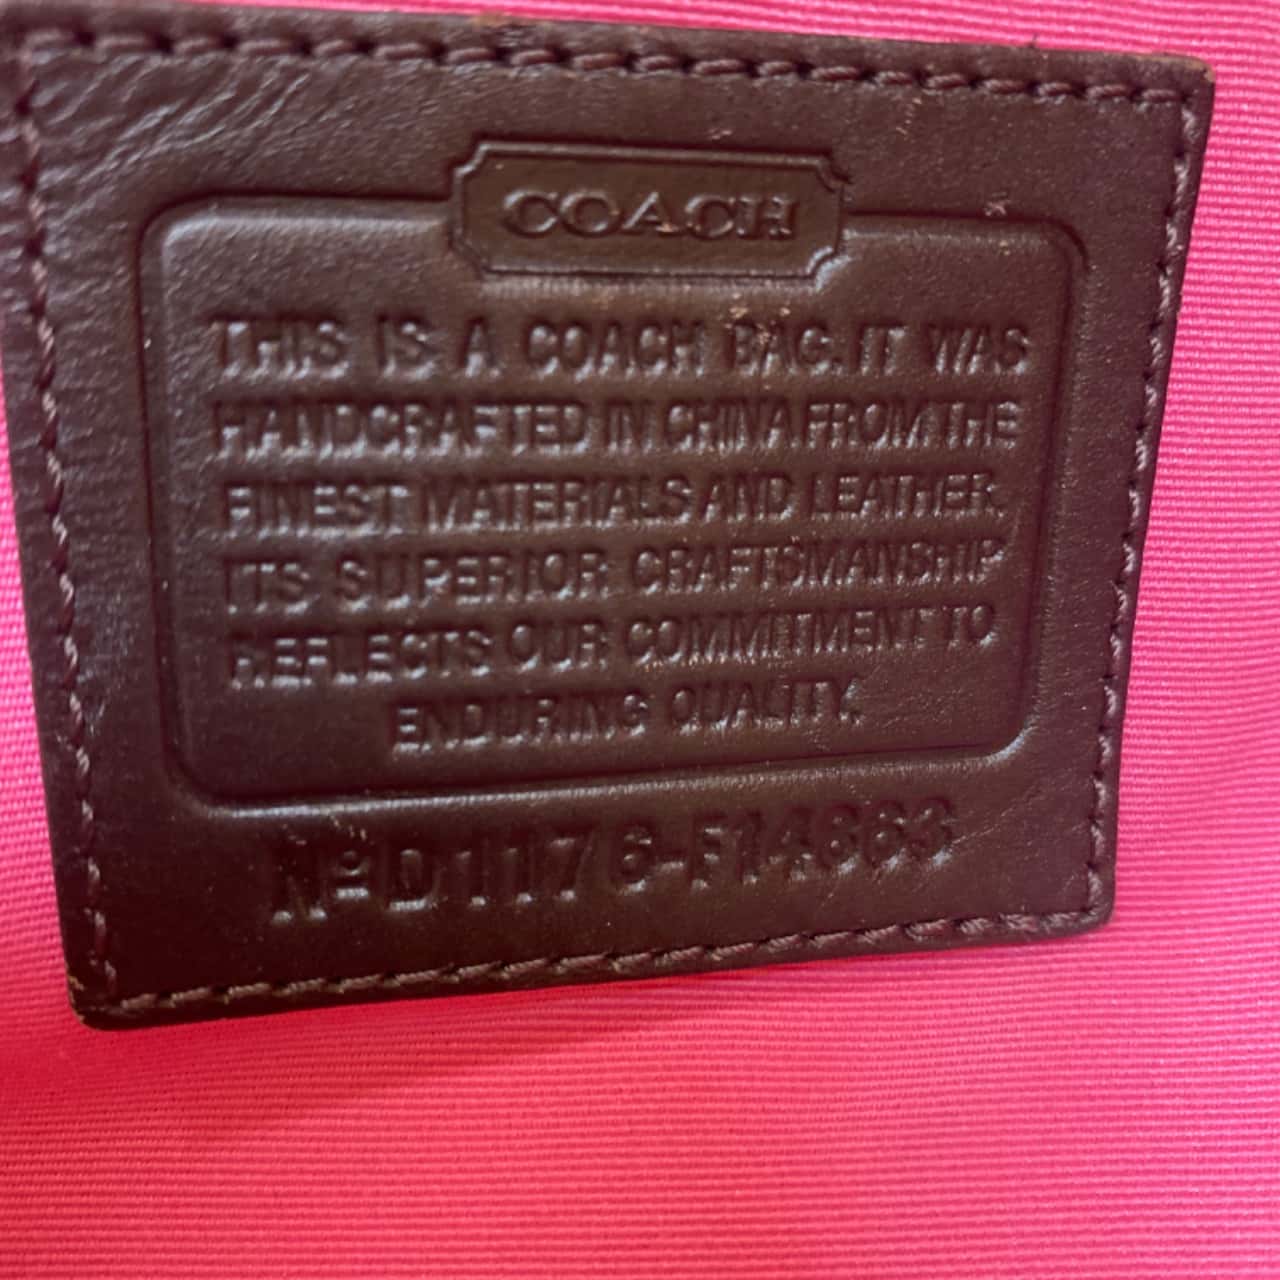 COACH
THIS IS A COACH BAG. IT WAS
HANDCRAFTED IN CHINA FROM THE
FINEST MATERIALS AND LEATHER.
ITS SUPERIOR CRAFTSMANSHIP
REFLECTS OUR COMMITMENT TO
ENDURING QUALITY.
Nº D1176-F14863